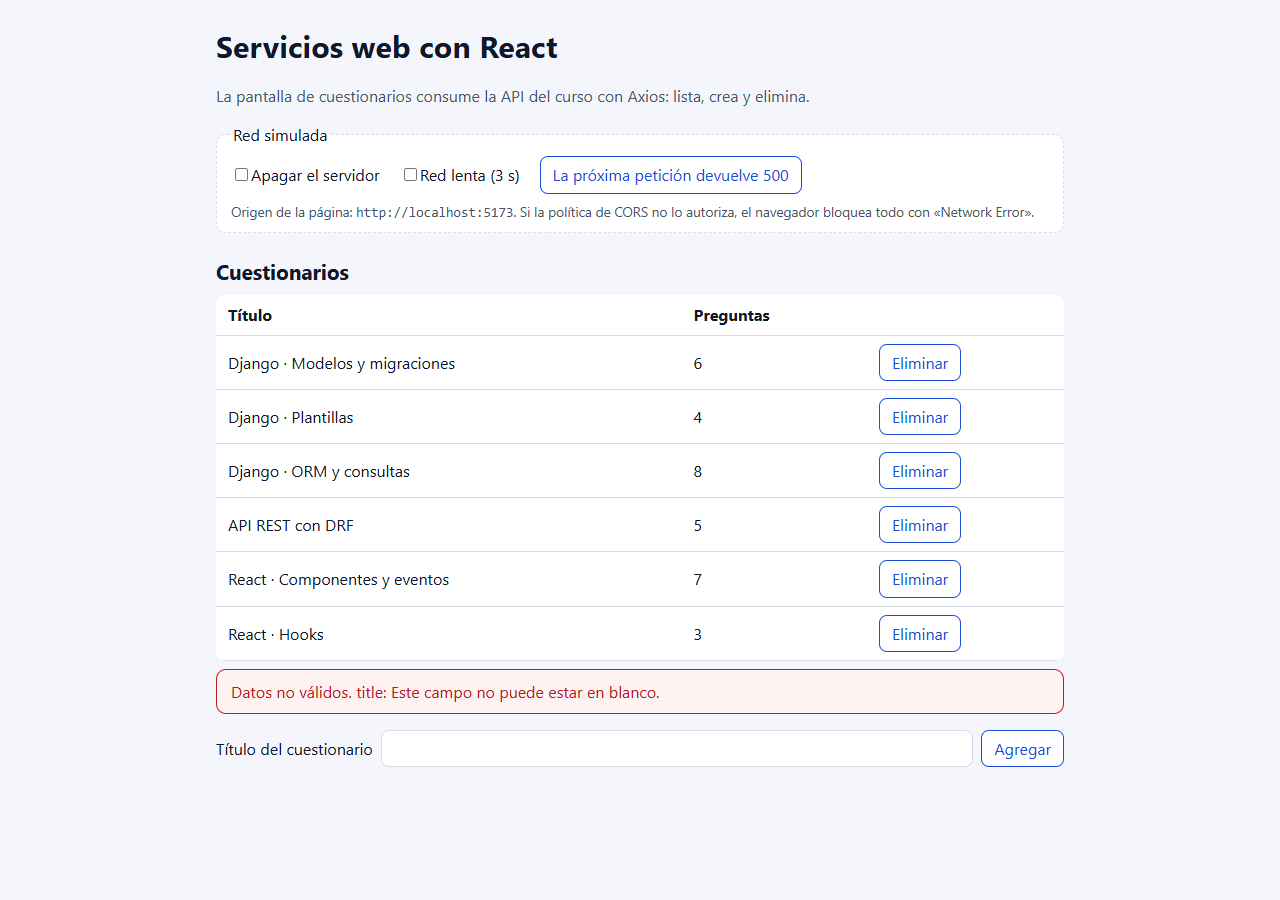 Servicios web con React
La pantalla de cuestionarios consume la API del curso con Axios: lista, crea y elimina.
Red simulada
Apagar el servidor Red lenta (3 s) La próxima petición devuelve 500
Origen de la página: http://localhost:5173. Si la política de CORS no lo autoriza, el navegador bloquea todo con «Network Error».
Cuestionarios
Título Preguntas
Django · Modelos y migraciones 6 Eliminar
Django · Plantillas 4 Eliminar
Django · ORM y consultas 8 Eliminar
API REST con DRF 5 Eliminar
React · Componentes y eventos 7 Eliminar
React · Hooks 3 Eliminar
Datos no válidos. title: Este campo no puede estar en blanco.
Título del cuestionario Agregar